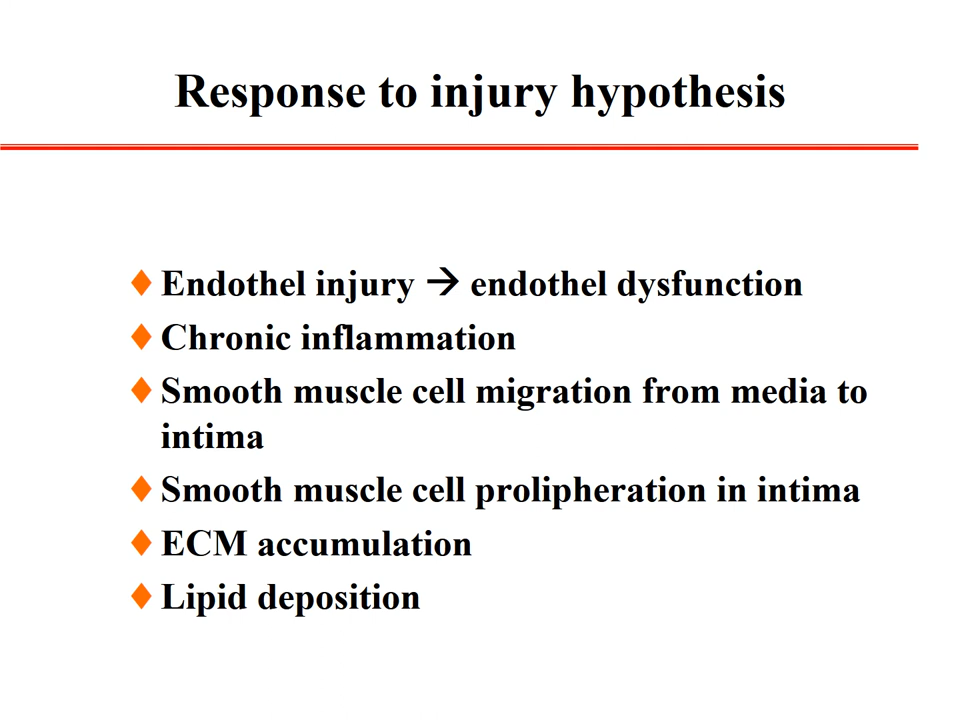 Response to injury hypothesis
♦ Endothel injury → endothel dysfunction
♦ Chronic inflammation
♦ Smooth muscle cell migration from media to
intima
♦ Smooth muscle cell prolipheration in intima
♦ ECM accumulation
♦ Lipid deposition